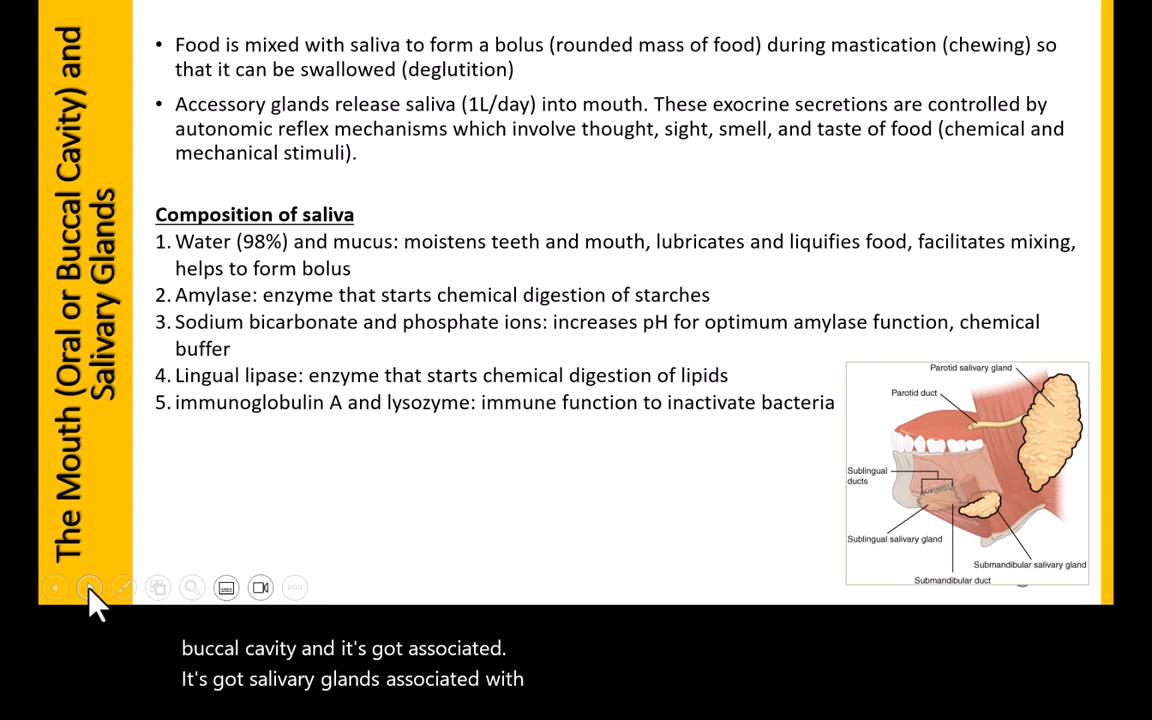 The Mouth (Oral or Buccal Cavity) and
Salivary Glands
• Food is mixed with saliva to form a bolus (rounded mass of food) during mastication (chewing) so
that it can be swallowed (deglutition)
• Accessory glands release saliva (1L/day) into mouth. These exocrine secretions are controlled by
autonomic reflex mechanisms which involve thought, sight, smell, and taste of food (chemical and
mechanical stimuli).
Composition of saliva
1. Water (98%) and mucus: moistens teeth and mouth, lubricates and liquifies food, facilitates mixing,
helps to form bolus
2. Amylase: enzyme that starts chemical digestion of starches
3. Sodium bicarbonate and phosphate ions: increases pH for optimum amylase function, chemical
buffer
4. Lingual lipase: enzyme that starts chemical digestion of lipids
5. immunoglobulin A and lysozyme: immune function to inactivate bacteria
Parotid salivary gland
Parotid duct
Sublingual
ducts
Sublingual salivary gland
Submandibular salivary gland
Submandibular duct
buccal cavity and it's got associated.
It's got salivary glands associated with